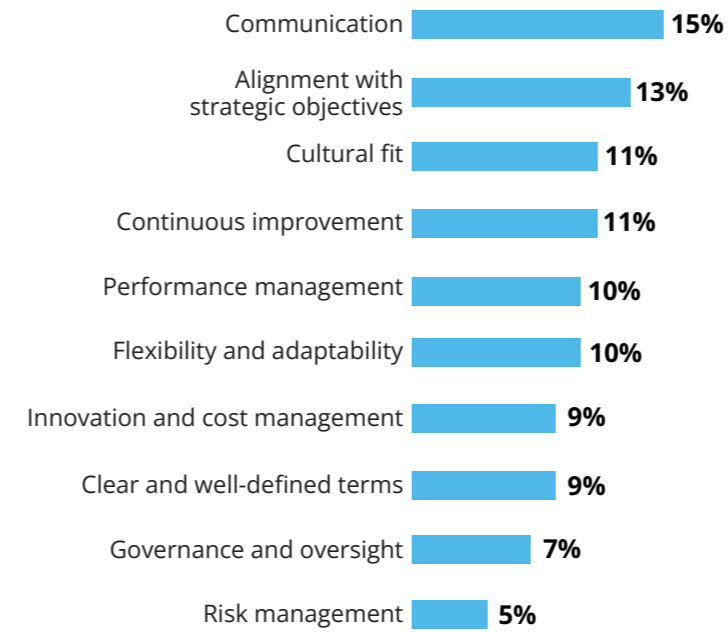 Communication 15%
Alignment with
strategic objectives 13%
Cultural fit 11%
Continuous improvement 11%
Performance management 10%
Flexibility and adaptability 10%
Innovation and cost management 9%
Clear and well-defined terms 9%
Governance and oversight 7%
Risk management 5%